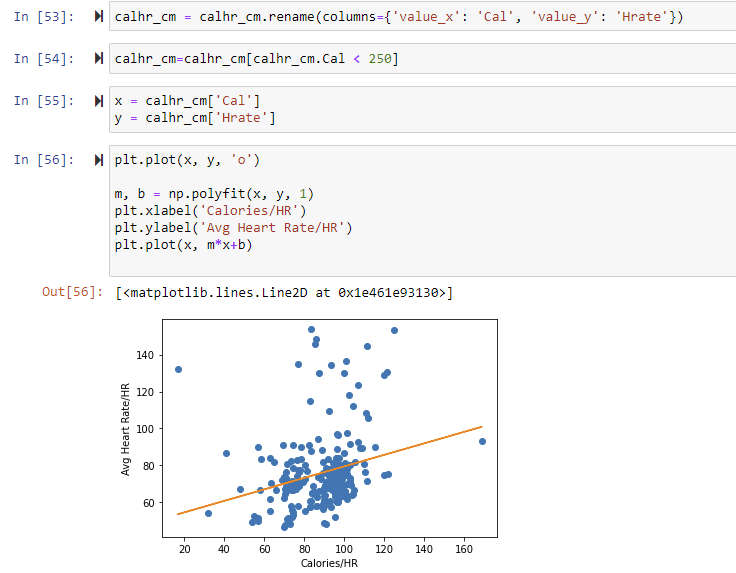 In [53]: calhr_cm = calhr_cm.rename(columns={'value_x': 'Cal', 'value_y': 'Hrate'})
In [54]: calhr_cm=calhr_cm[calhr_cm.Cal < 250]
In [55]: x = calhr_cm['Cal']
y = calhr_cm['Hrate']
In [56]: plt.plot(x, y, 'o')
m, b = np.polyfit(x, y, 1)
plt.xlabel('Calories/HR')
plt.ylabel('Avg Heart Rate/HR')
plt.plot(x, m*x+b)
Out[56]: [<matplotlib.lines.Line2D at 0x1e461e93130>]
Avg Heart Rate/HR
140
120
100
80
60
20 40 60 80 100 120 140 160
Calories/HR